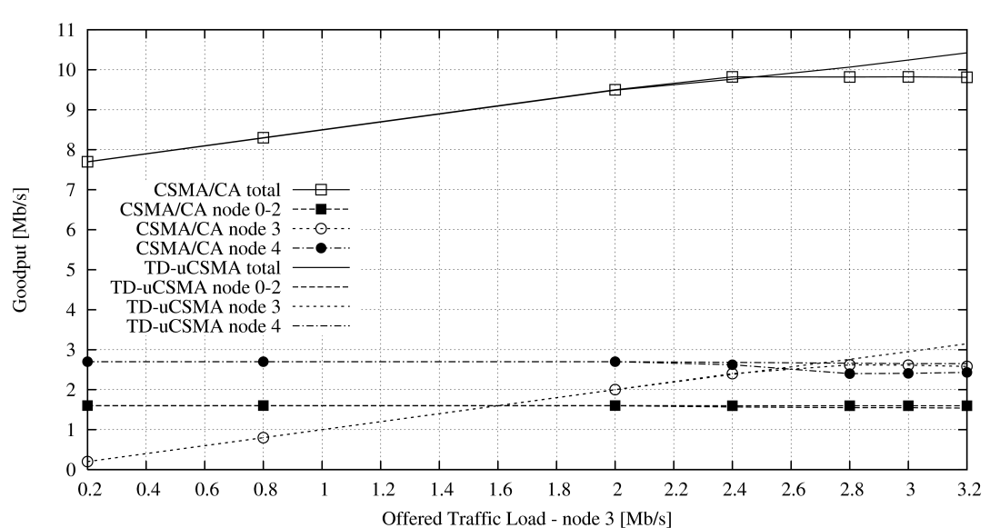 11
10
9
8
7
6
5
4
3
2
1
0
Goodput [Mb/s]
CSMA/CA total
CSMA/CA node 0-2
CSMA/CA node 3
CSMA/CA node 4
TD-uCSMA total
TD-uCSMA node 0-2
TD-uCSMA node 3
TD-uCSMA node 4
0.2 0.4 0.6 0.8 1 1.2 1.4 1.6 1.8 2 2.2 2.4 2.6 2.8 3 3.2
Offered Traffic Load - node 3 [Mb/s]